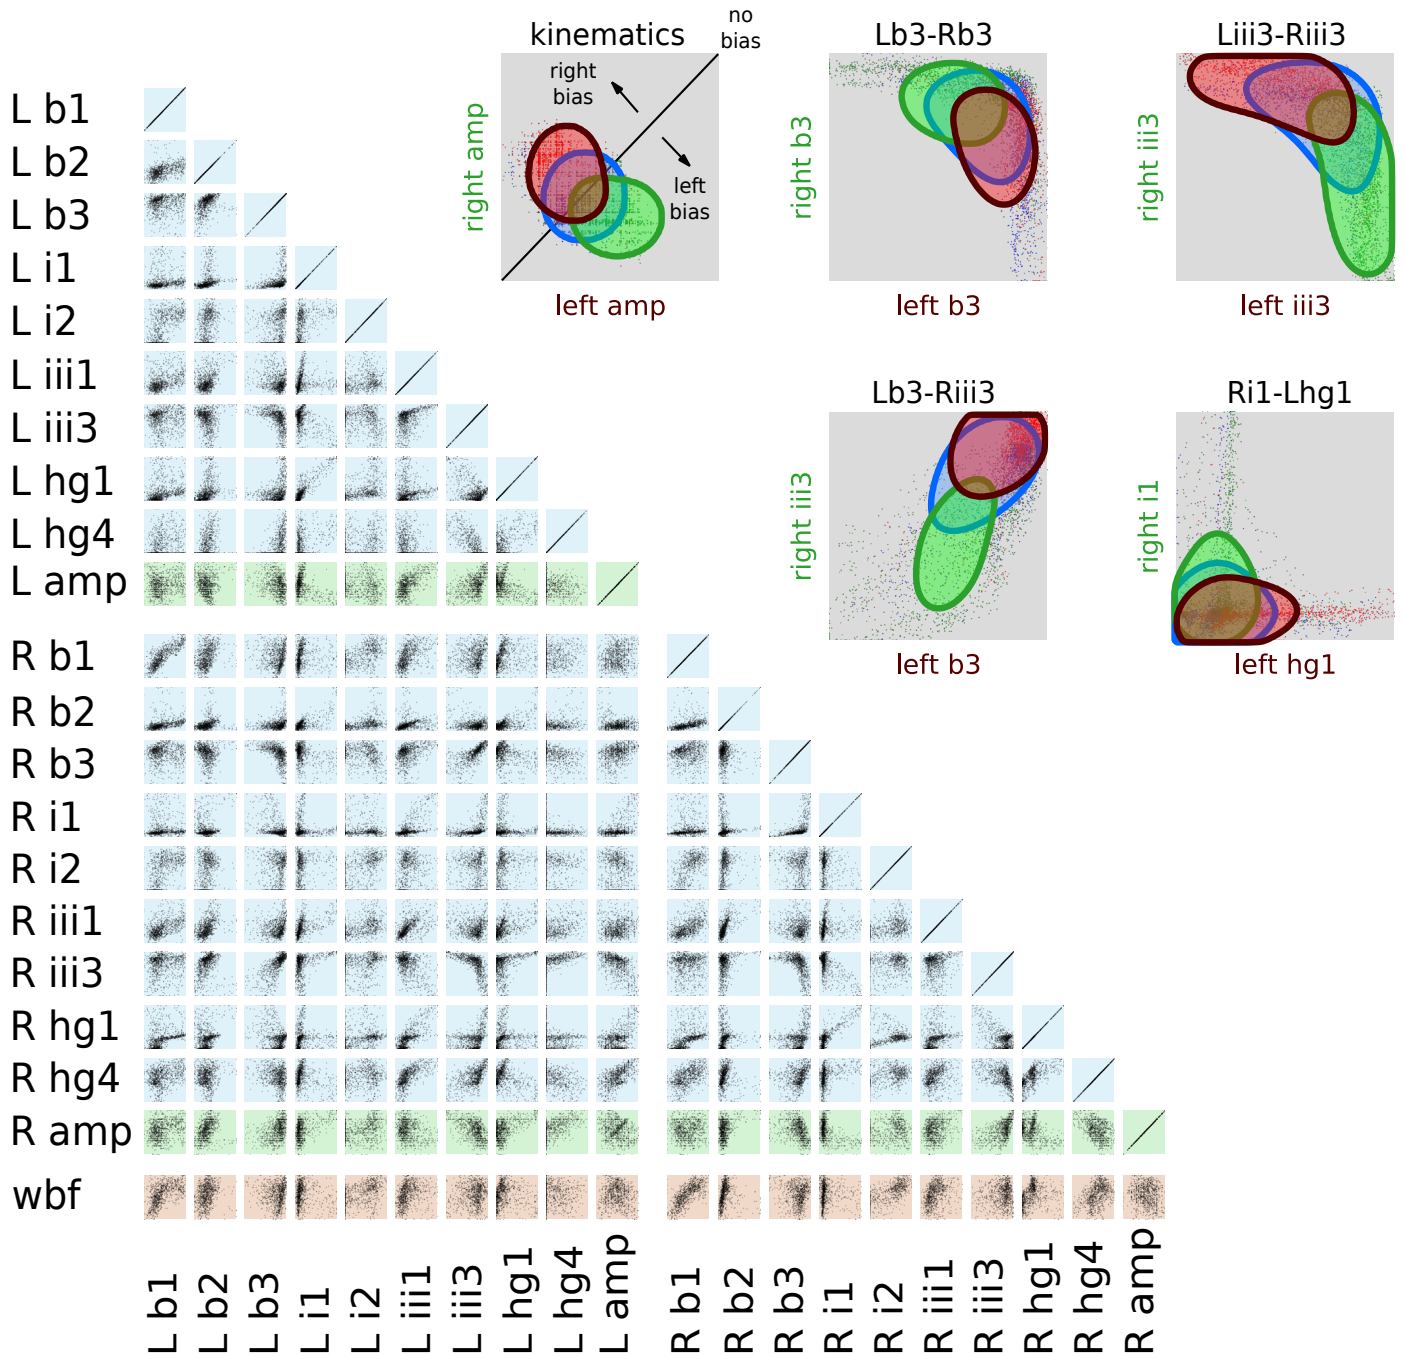 kinematics
no
bias
right
bias
left
bias
right amp
left amp
Lb3-Rb3
right b3
left b3
Liii3-Riii3
right iii3
left iii3
Lb3-Riii3
right iii3
left b3
Ri1-Lhg1
right i1
left hg1
L b1
L b2
L b3
L i1
L i2
L iii1
L iii3
L hg1
L hg4
L amp
R b1
R b2
R b3
R i1
R i2
R iii1
R iii3
R hg1
R hg4
R amp
wbf
L b1
L b2
L b3
L i1
L i2
L iii1
L iii3
L hg1
L hg4
L amp
R b1
R b2
R b3
R i1
R i2
R iii1
R iii3
R hg1
R hg4
R amp